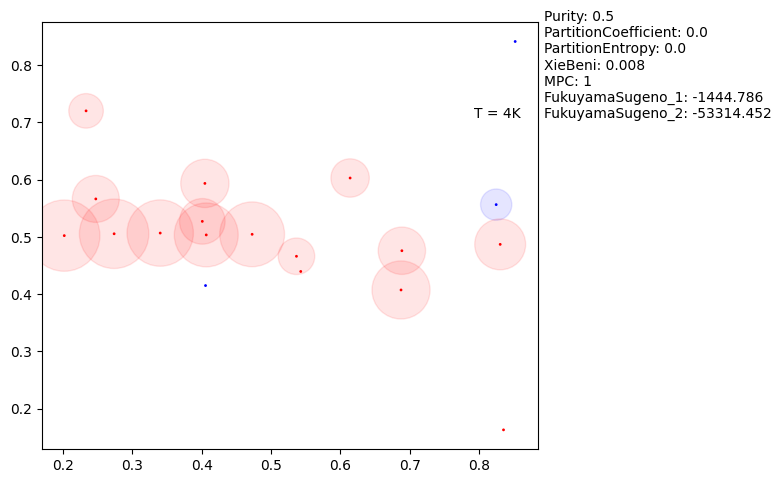 Purity: 0.5
PartitionCoefficient: 0.0
PartitionEntropy: 0.0
XieBeni: 0.008
MPC: 1
FukuyamaSugeno_1: -1444.786
FukuyamaSugeno_2: -53314.452
T = 4K
0.8
0.7
0.6
0.5
0.4
0.3
0.2
0.2 0.3 0.4 0.5 0.6 0.7 0.8